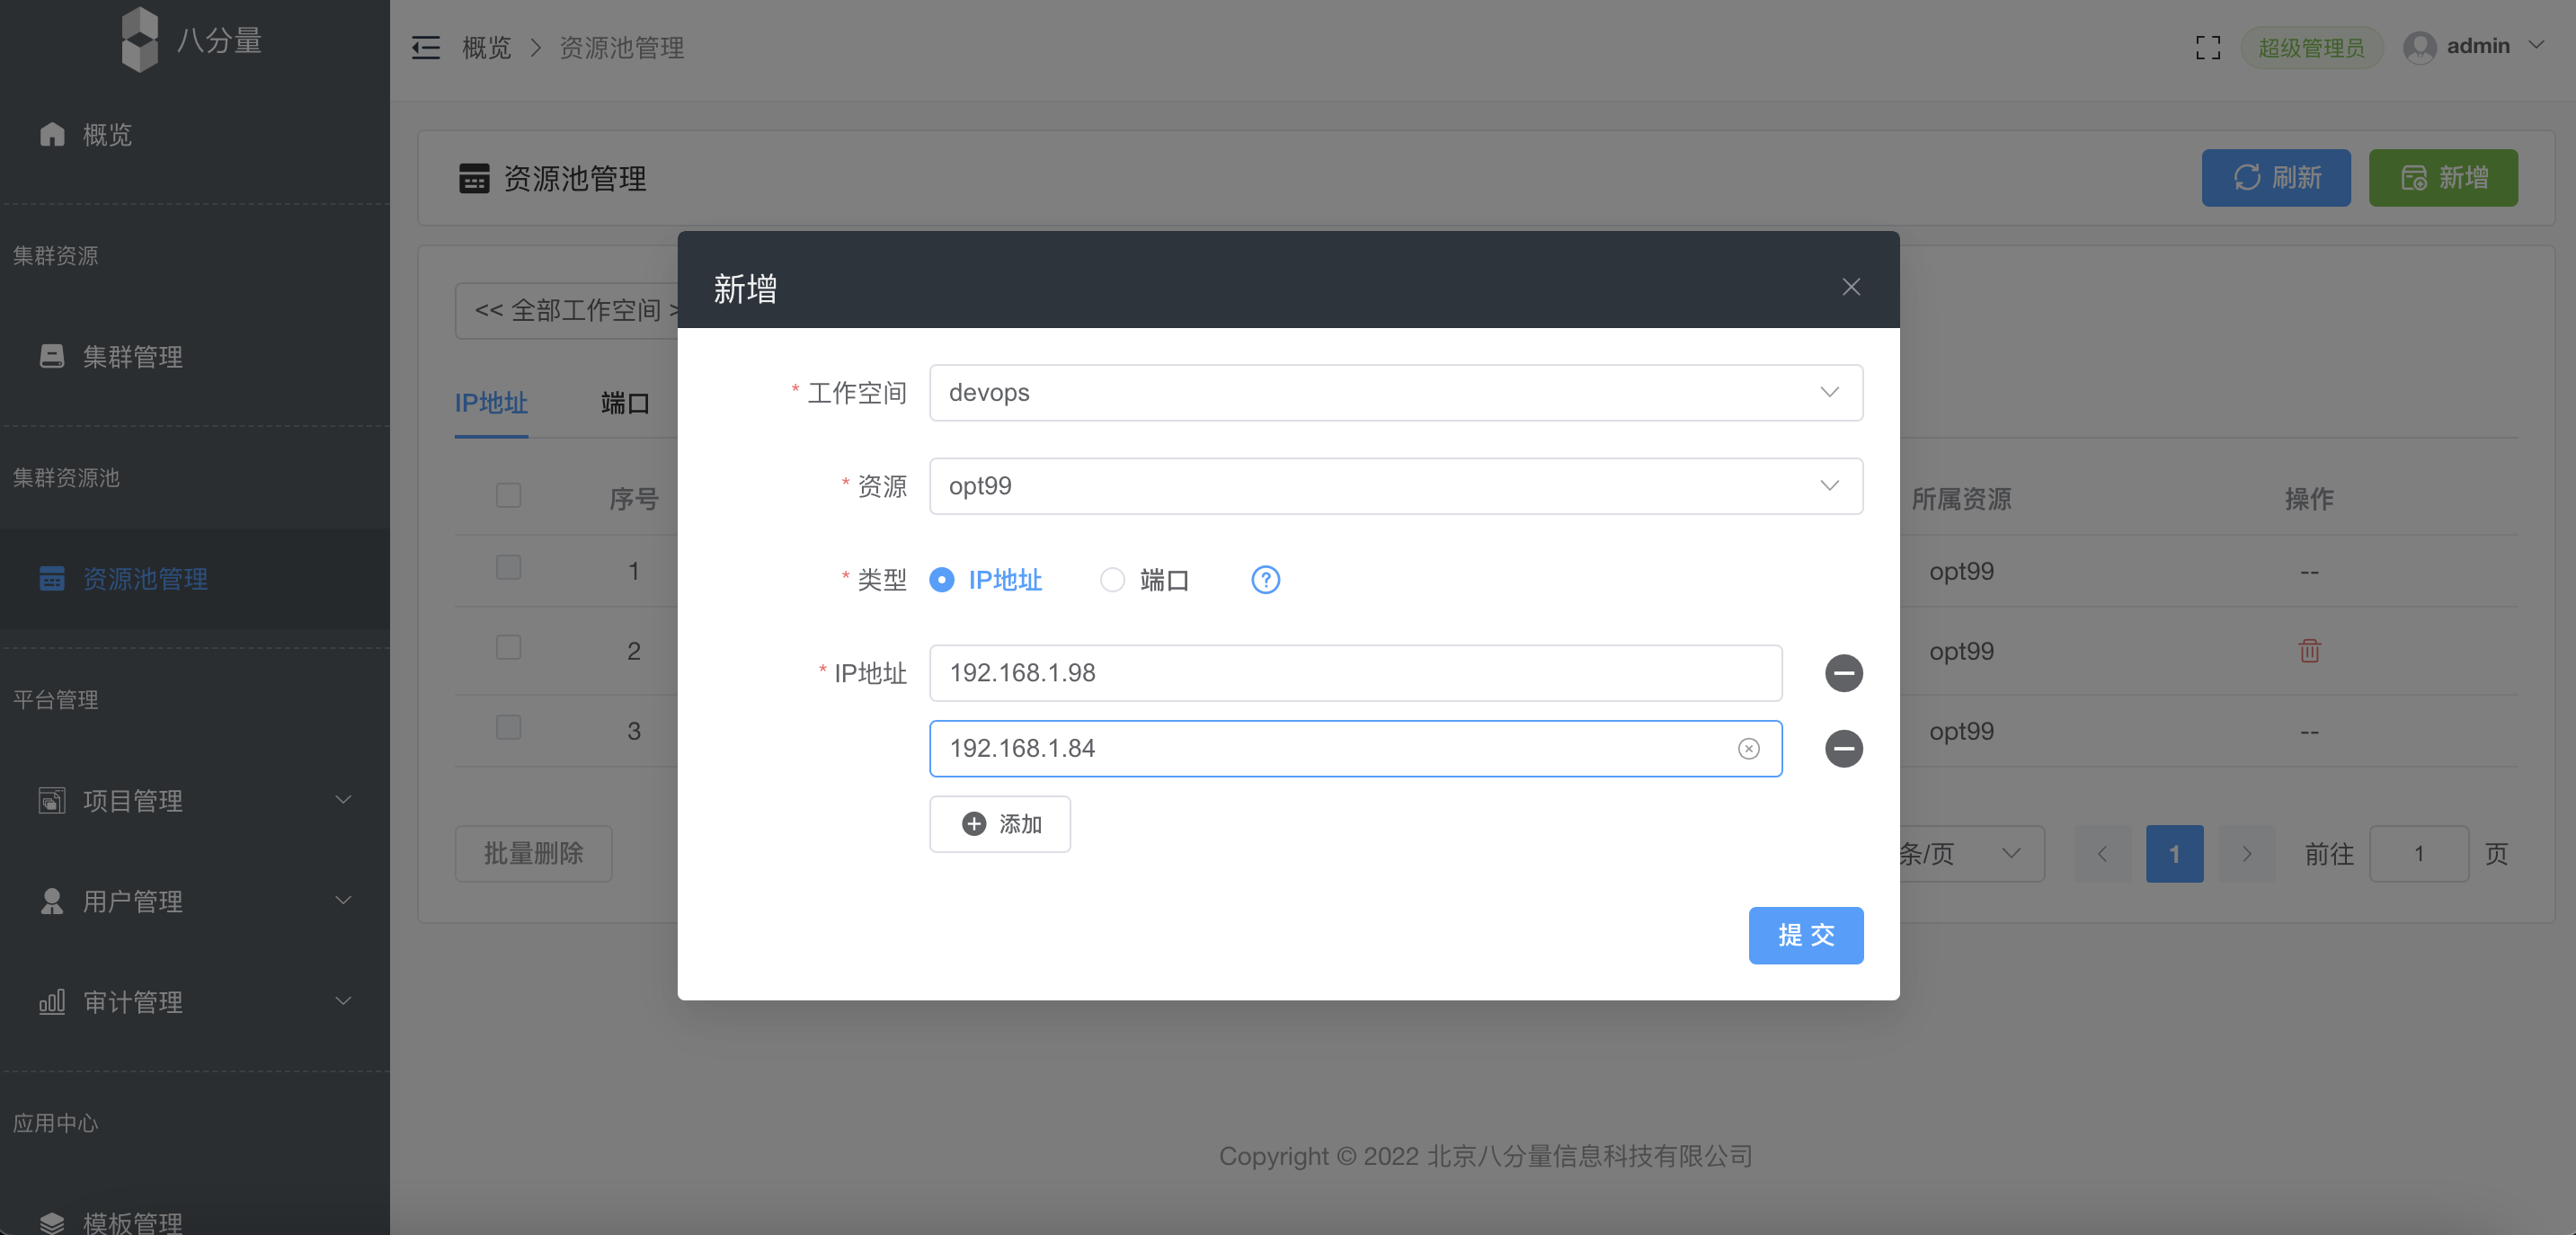 八分量
概览 > 资源池管理
超级管理员
admin
概览
集群资源
集群管理
集群资源池
资源池管理
平台管理
项目管理
用户管理
审计管理
应用中心
模板管理
资源池管理
刷新
新增
<< 全部工作空间 >
IP地址
端口
序号
所属资源
操作
1
opt99
--
2
opt99
3
opt99
--
批量删除
条/页
1
前往
1
页
新增
* 工作空间
devops
* 资源
opt99
* 类型
IP地址
端口
?
* IP地址
192.168.1.98
192.168.1.84
添加
提 交
Copyright © 2022 北京八分量信息科技有限公司